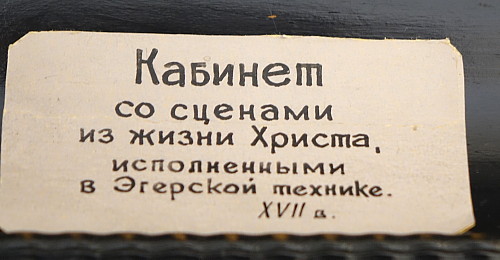 Кабинет
со сценами
из жизни Христа,
исполненными
в Эгерской технике.
XVII в.